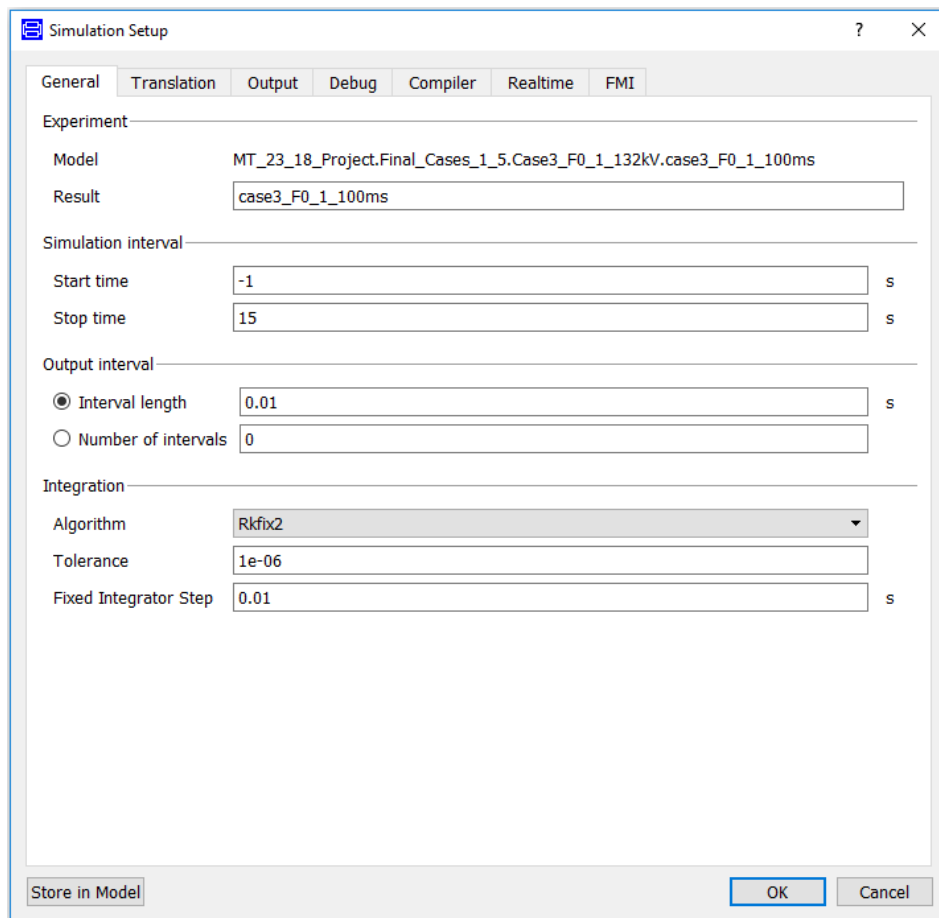 Simulation Setup ?
General Translation Output Debug Compiler Realtime FMI
Experiment
Model MT_23_18_Project.Final_Cases_1_5.Case3_F0_1_132kV.case3_F0_1_100ms
Result case3_F0_1_100ms
Simulation interval
Start time -1 s
Stop time 15 s
Output interval
Interval length 0.01 s
Number of intervals 0
Integration
Algorithm Rkfix2
Tolerance 1e-06
Fixed Integrator Step 0.01 s
Store in Model OK Cancel